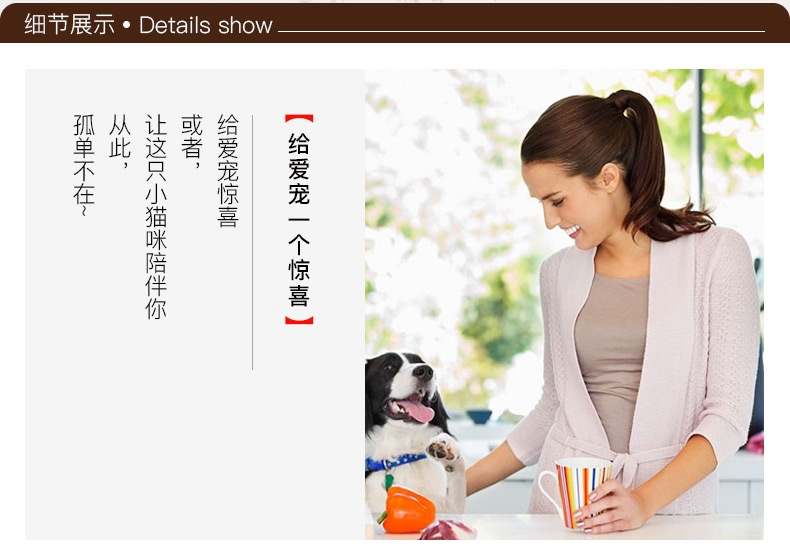 细节展示•Details show
【给爱宠一个惊喜】
给爱宠惊喜
或者，
让这只小猫咪陪伴你
从此，
孤单不在~